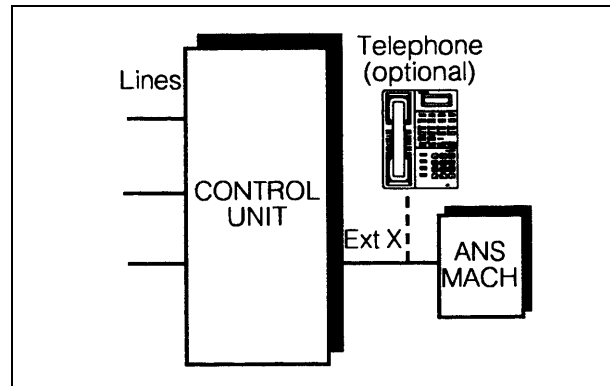 Telephone
(optional)
Lines
CONTROL
UNIT
Ext X
ANS
MACH